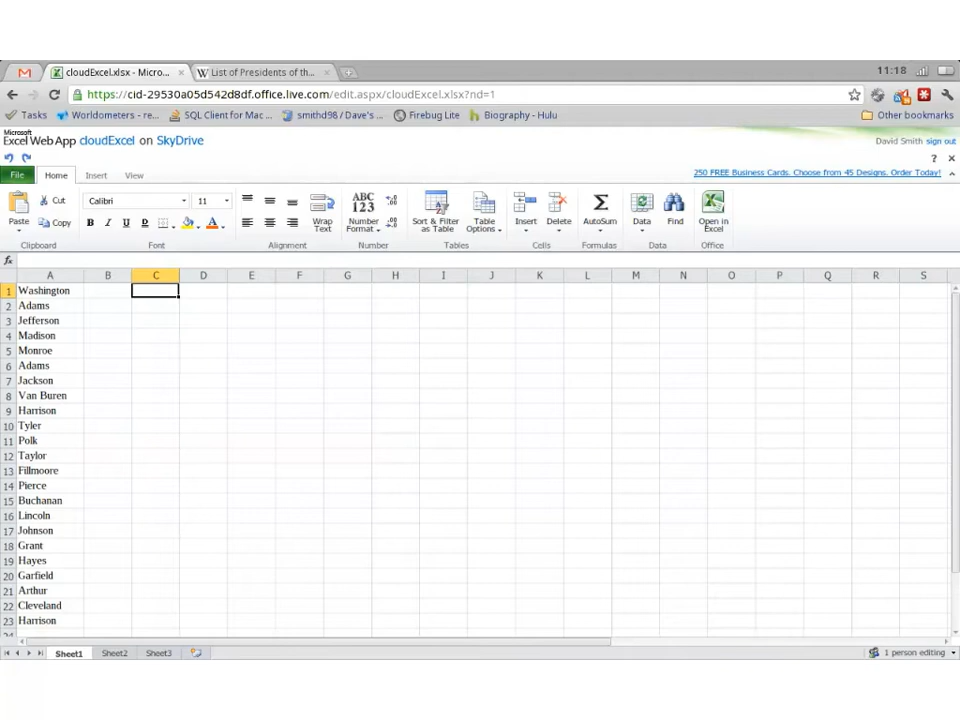 cloudExcel.xlsx - Micro... × List of Presidents of th... ×
11:18
https://cid-29530a05d542d8df.office.live.com/edit.aspx/cloudExcel.xlsx?nd=1
Tasks Worldometers - re... SQL Client for Mac ... smithd98 / Dave's ... Firebug Lite Biography - Hulu Other bookmarks
Microsoft
Excel Web App cloudExcel on SkyDrive
David Smith sign out
? ×
File Home Insert View
250 FREE Business Cards. Choose from 45 Designs. Order Today!
Paste Cut Copy
Calibri 11
B I U D A
Wrap Text
ABC 123
Number Format
.0 .00
Sort & Filter as Table
Table Options
Insert Delete
Σ AutoSum
Data Find
Open in Excel
Clipboard Font Alignment Number Tables Cells Formulas Data Office
fx
A B C D E F G H I J K L M N O P Q R S
1 Washington
2 Adams
3 Jefferson
4 Madison
5 Monroe
6 Adams
7 Jackson
8 Van Buren
9 Harrison
10 Tyler
11 Polk
12 Taylor
13 Fillmoore
14 Pierce
15 Buchanan
16 Lincoln
17 Johnson
18 Grant
19 Hayes
20 Garfield
21 Arthur
22 Cleveland
23 Harrison
Sheet1 Sheet2 Sheet3
1 person editing